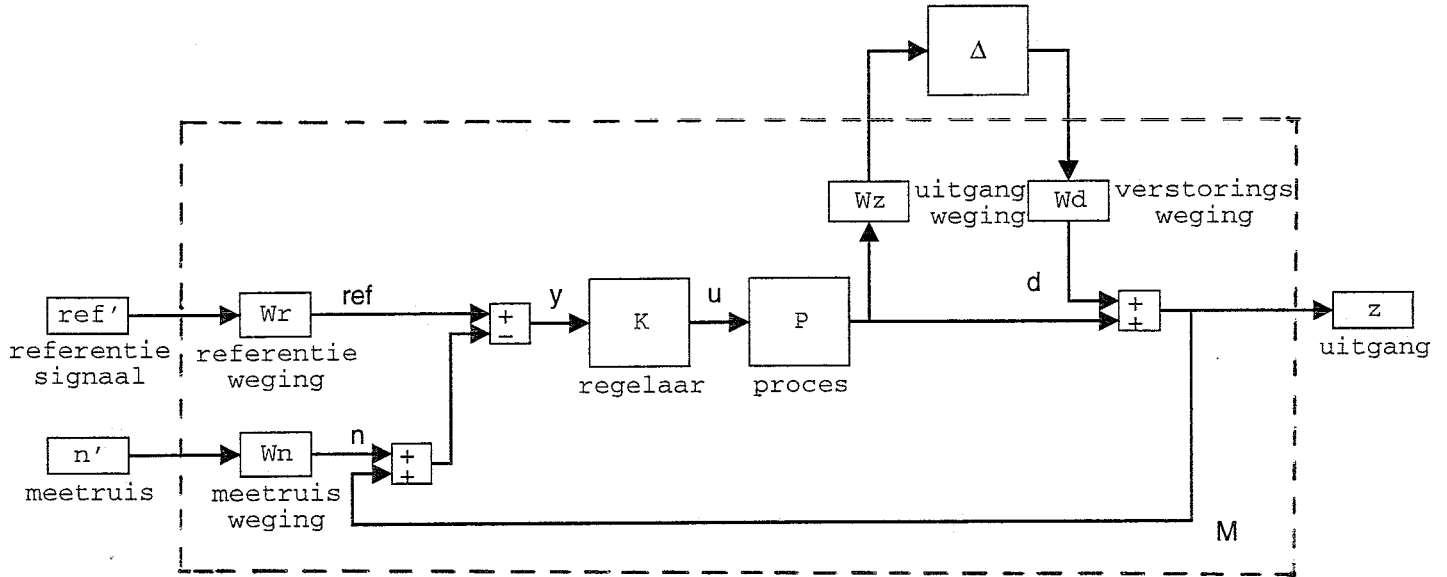 Δ
Wz
uitgang
weging
Wd
verstorings
weging
ref'
referentie
signaal
Wr
referentie
weging
ref
+
−
y
K
regelaar
u
P
proces
d
+
+
z
uitgang
n'
meetruis
Wn
meetruis
weging
n
+
+
M